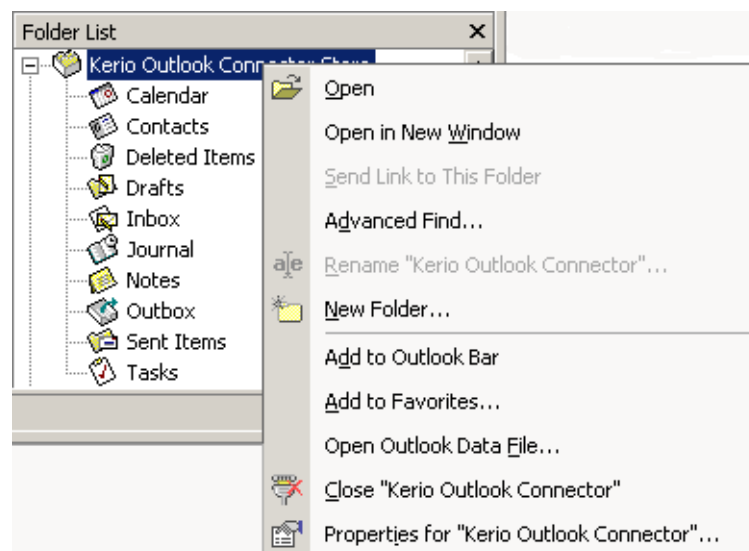 Folder List
Kerio Outlook Connector Store
Calendar
Contacts
Deleted Items
Drafts
Inbox
Journal
Notes
Outbox
Sent Items
Tasks
Open
Open in New Window
Send Link to This Folder
Advanced Find...
Rename "Kerio Outlook Connector"...
New Folder...
Add to Outlook Bar
Add to Favorites...
Open Outlook Data File...
Close "Kerio Outlook Connector"
Properties for "Kerio Outlook Connector"...